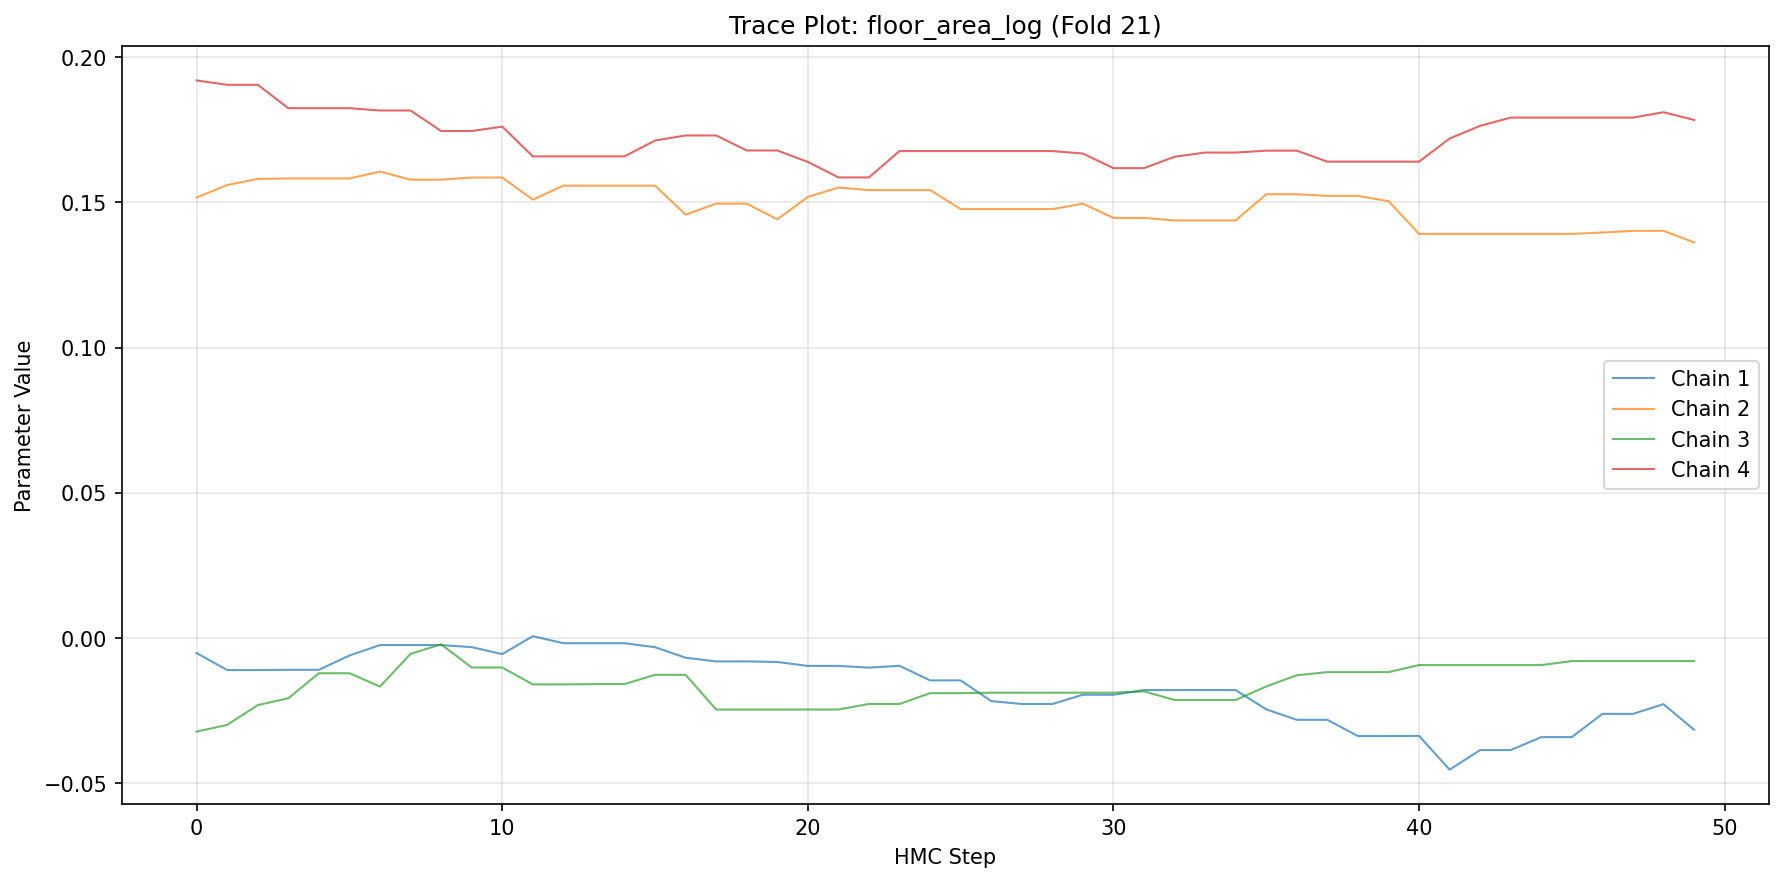 Trace Plot: floor_area_log (Fold 21)
Parameter Value
0.20
0.15
0.10
0.05
0.00
−0.05
Chain 1
Chain 2
Chain 3
Chain 4
0 10 20 30 40 50
HMC Step